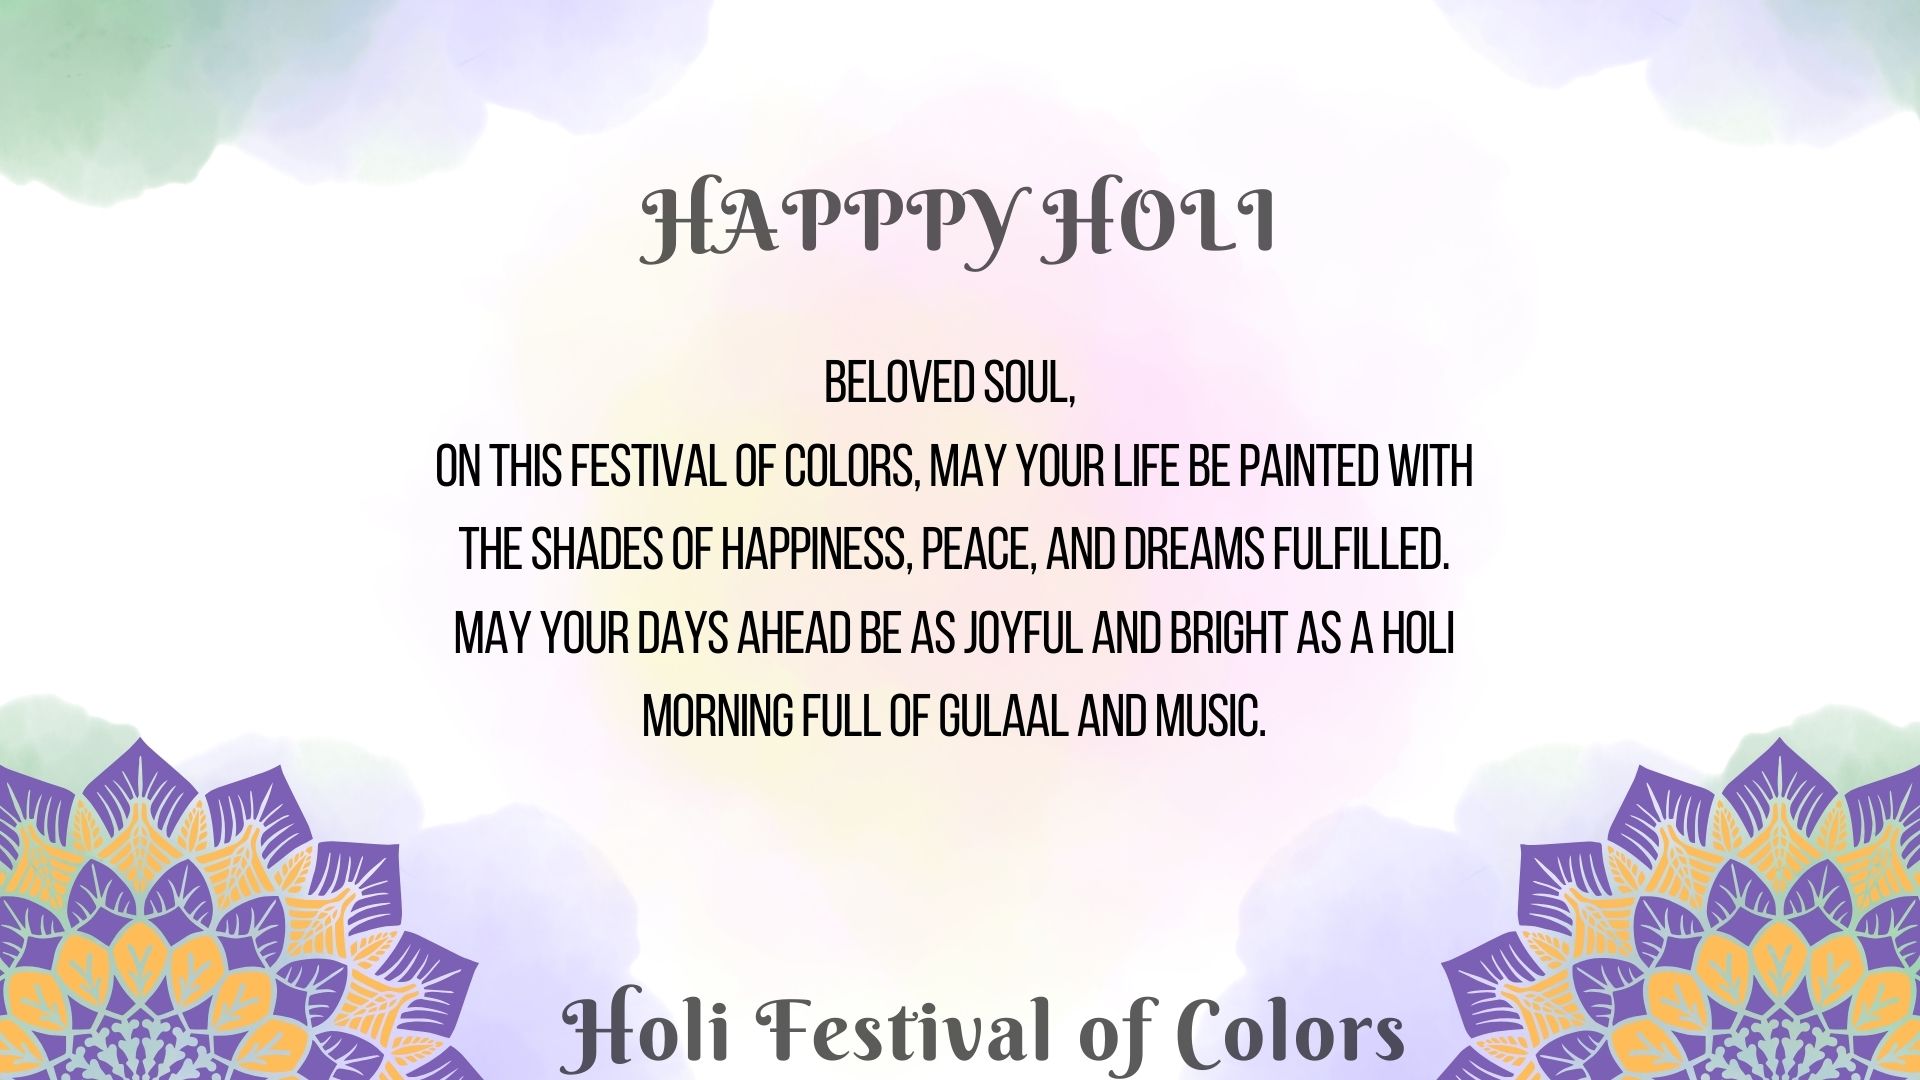 HAPPPY HOLI
BELOVED SOUL,
ON THIS FESTIVAL OF COLORS, MAY YOUR LIFE BE PAINTED WITH
THE SHADES OF HAPPINESS, PEACE, AND DREAMS FULFILLED.
MAY YOUR DAYS AHEAD BE AS JOYFUL AND BRIGHT AS A HOLI
MORNING FULL OF GULAAL AND MUSIC.
Holi Festival of Colors